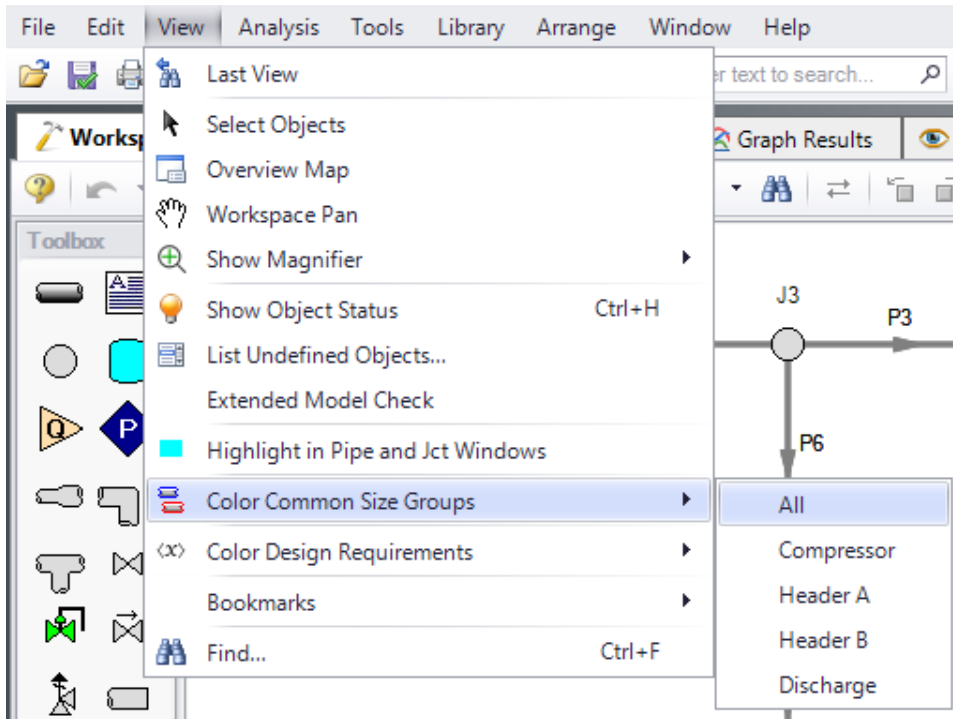 File Edit View Analysis Tools Library Arrange Window Help
Last View
text to search...
Select Objects
Graph Results
Overview Map
Workspace Pan
Toolbox
Show Magnifier
A
J3
Show Object Status Ctrl+H
P3
List Undefined Objects...
Extended Model Check
Q P
Highlight in Pipe and Jct Windows
P6
Color Common Size Groups
All
(x) Color Design Requirements
Compressor
Bookmarks
Header A
Find... Ctrl+F
Header B
Discharge